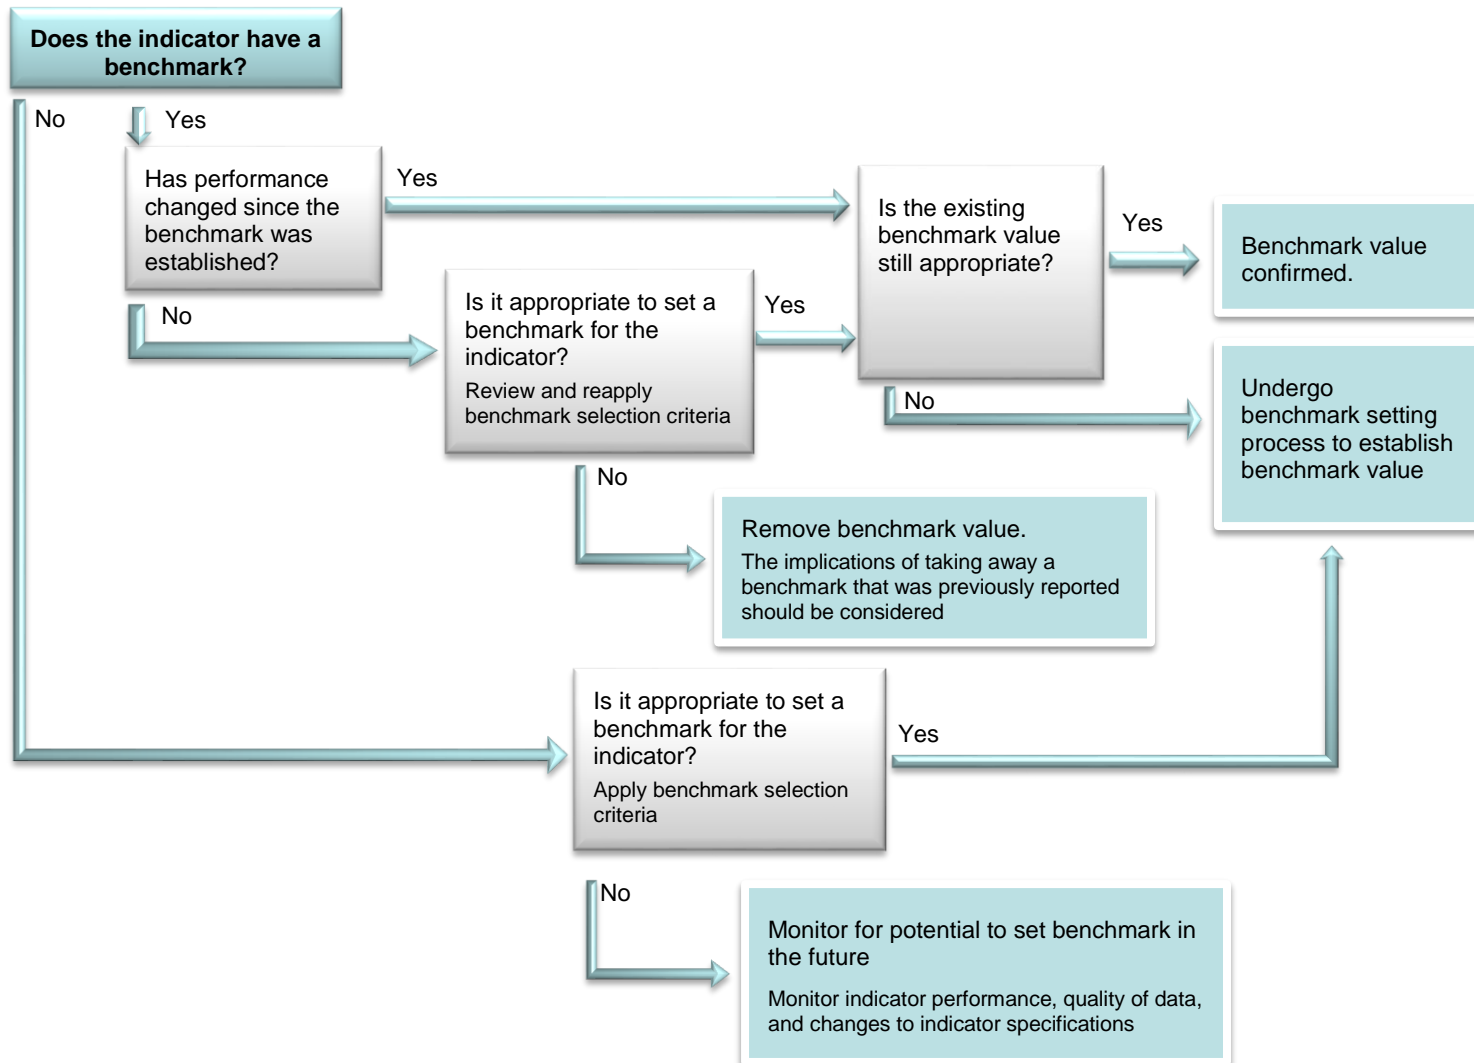 Does the indicator have a
benchmark?
No
Yes
Has performance
changed since the
benchmark was
established?
Yes
Is the existing
benchmark value
still appropriate?
Yes
Benchmark value
confirmed.
No
Is it appropriate to set a
benchmark for the
indicator?
Review and reapply
benchmark selection criteria
Yes
No
Undergo
benchmark setting
process to establish
benchmark value
No
Remove benchmark value.
The implications of taking away a
benchmark that was previously reported
should be considered
Is it appropriate to set a
benchmark for the
indicator?
Apply benchmark selection
criteria
Yes
No
Monitor for potential to set benchmark in
the future
Monitor indicator performance, quality of data,
and changes to indicator specifications